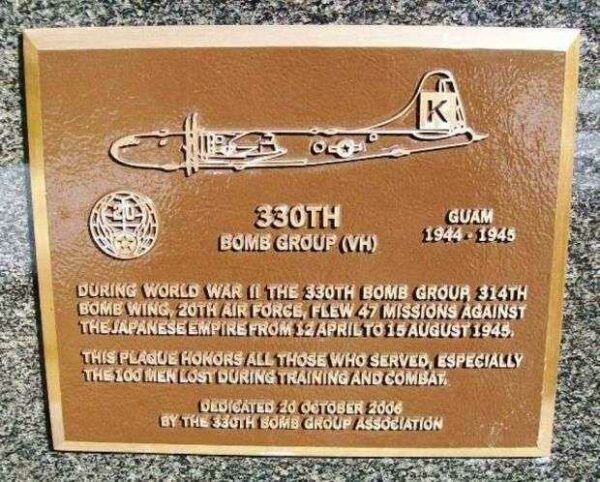 K
20
330TH
BOMB GROUP (VH)
GUAM
1944 - 1945
DURING WORLD WAR II THE 330TH BOMB GROUP, 314TH
BOMB WING, 20TH AIR FORCE, FLEW 47 MISSIONS AGAINST
THE JAPANESE EMPIRE FROM 12 APRIL TO 15 AUGUST 1945.
THIS PLAQUE HONORS ALL THOSE WHO SERVED, ESPECIALLY
THE 100 MEN LOST DURING TRAINING AND COMBAT.
DEDICATED 20 OCTOBER 2006
BY THE 330TH BOMB GROUP ASSOCIATION